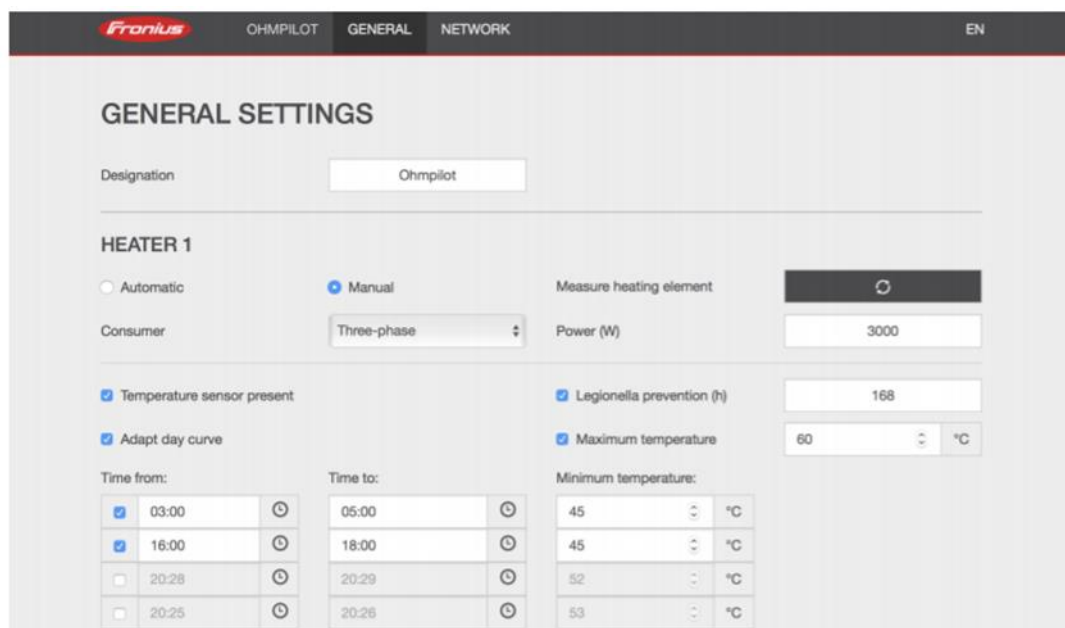 Fronius OHMPILOT GENERAL NETWORK EN
GENERAL SETTINGS
Designation Ohmpilot
HEATER 1
Automatic Manual Measure heating element
Consumer Three-phase Power (W) 3000
Temperature sensor present Legionella prevention (h) 168
Adapt day curve Maximum temperature 60 °C
Time from: Time to: Minimum temperature:
03:00 05:00 45 °C
16:00 18:00 45 °C
20:28 20:29 52 °C
20:25 20:26 53 °C